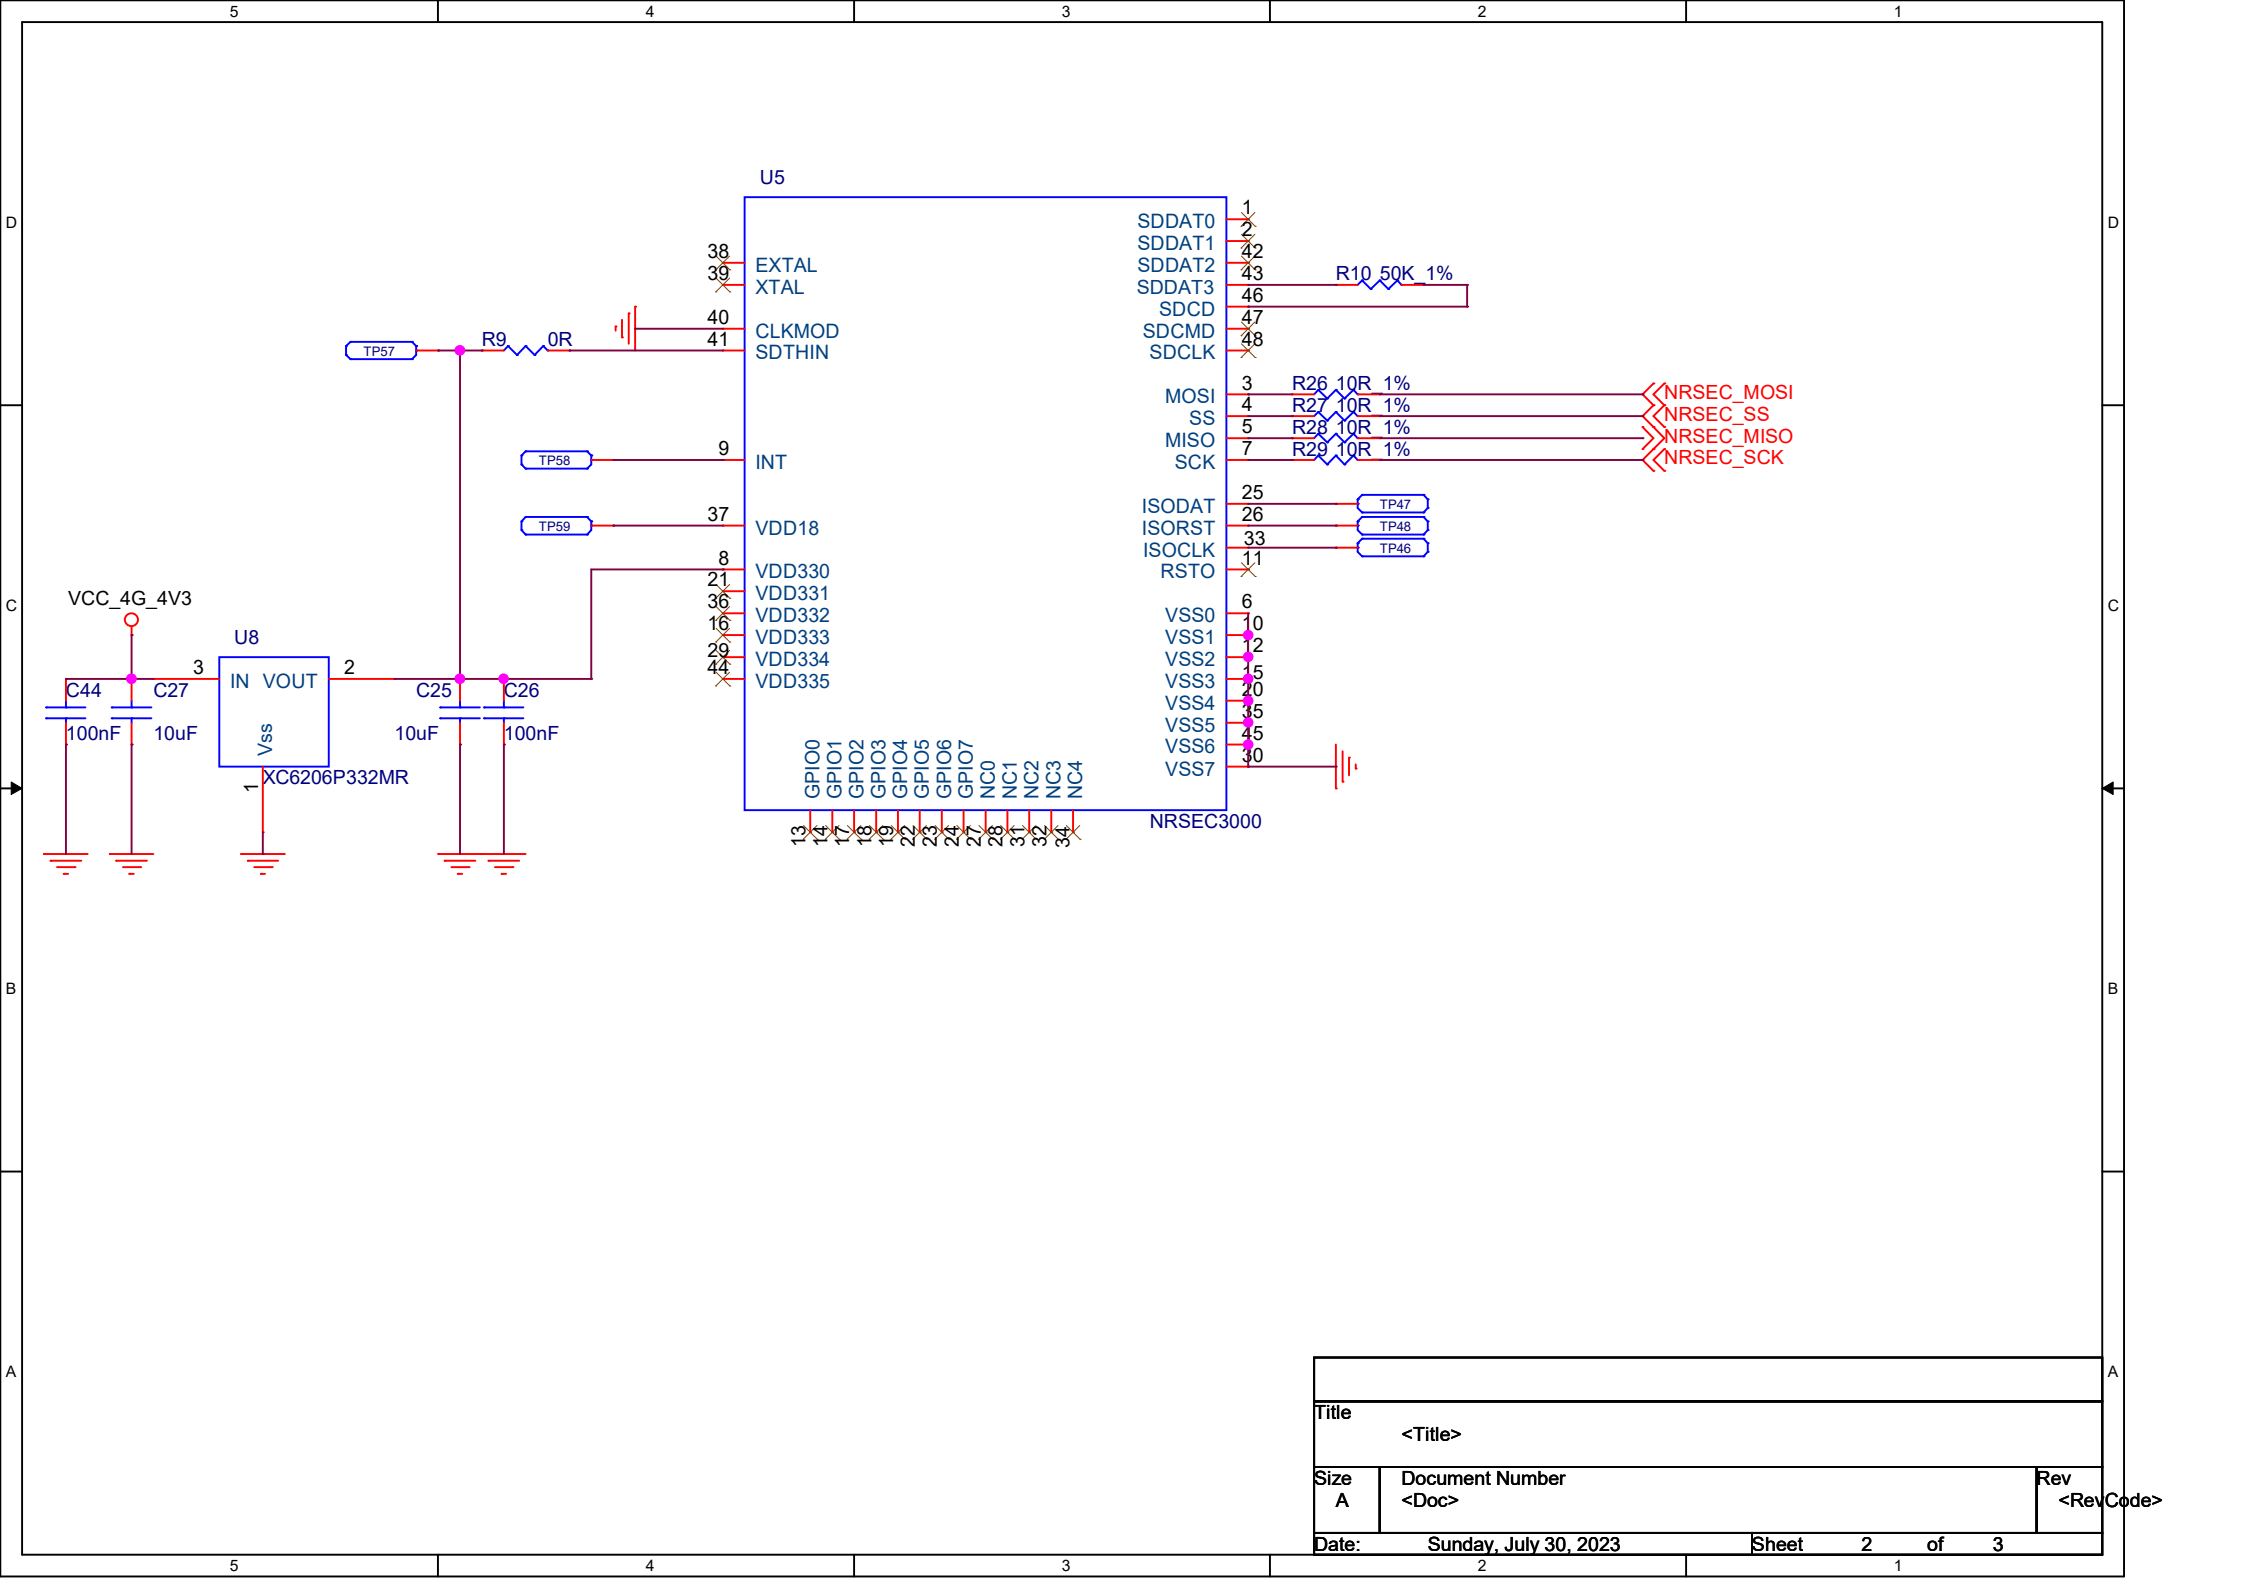 5 4 3 2 1
D
D
C
C
B
B
A
A
U5
38 EXTAL
39 XTAL
40 CLKMOD
41 SDTHIN
9 INT
37 VDD18
8 VDD330
21 VDD331
36 VDD332
16 VDD333
29 VDD334
44 VDD335
SDDAT0 1
SDDAT1 2
SDDAT2 42
SDDAT3 43
SDCD 46
SDCMD 47
SDCLK 48
MOSI 3
SS 4
MISO 5
SCK 7
ISODAT 25
ISORST 26
ISOCLK 33
RSTO 11
VSS0 6
VSS1 10
VSS2 12
VSS3 15
VSS4 20
VSS5 35
VSS6 45
VSS7 30
GPIO0 13
GPIO1 14
GPIO2 17
GPIO3 18
GPIO4 19
GPIO5 22
GPIO6 23
GPIO7 24
NC0 27
NC1 28
NC2 31
NC3 32
NC4 34
NRSEC3000
TP57
R9 0R
TP58
TP59
R10 50K_1%
R26 10R_1%
R27 10R_1%
R28 10R_1%
R29 10R_1%
NRSEC_MOSI
NRSEC_SS
NRSEC_MISO
NRSEC_SCK
TP47
TP48
TP46
VCC_4G_4V3
U8
3 IN VOUT 2
Vss
1
XC6206P332MR
C44
100nF
C27
10uF
C25
10uF
C26
100nF
Title
<Title>
Size
A
Document Number
<Doc>
Rev
<RevCode>
Date: Sunday, July 30, 2023 Sheet 2 of 3
5 4 3 2 1